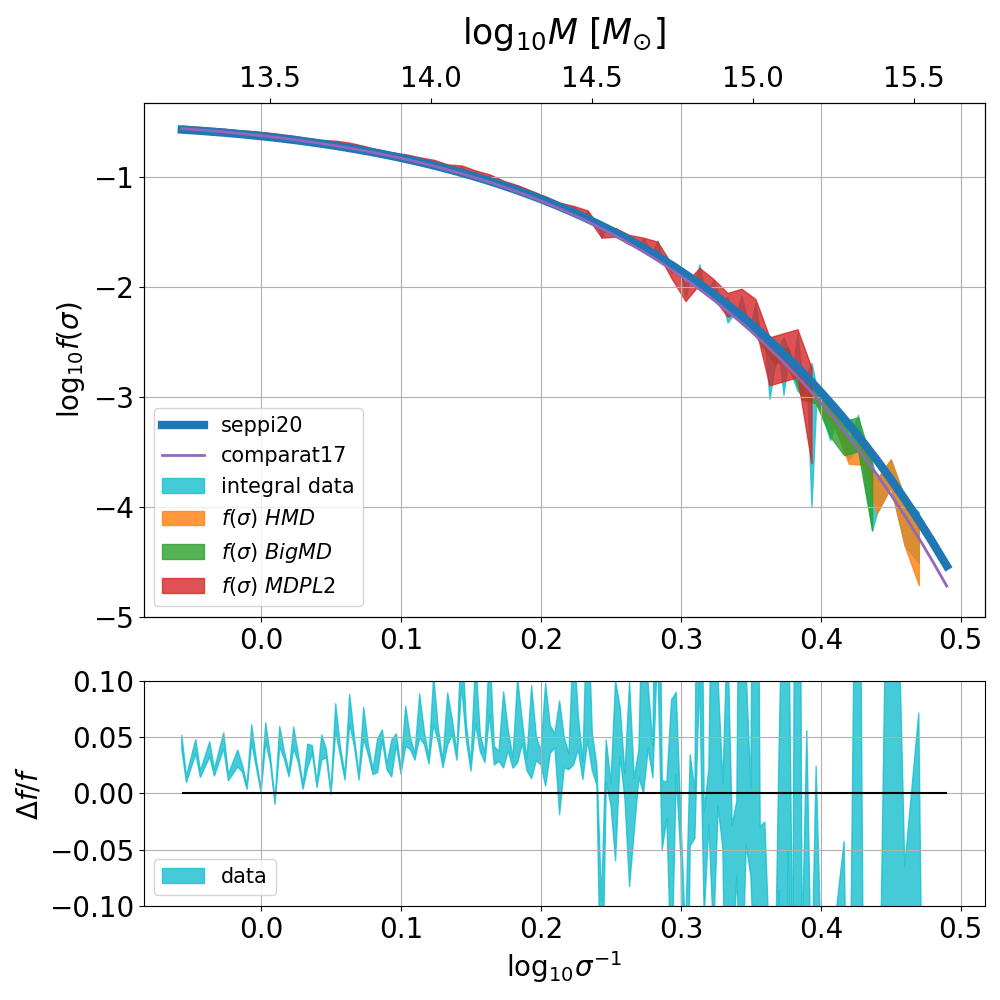 log₁₀M [M⊙]
13.5 14.0 14.5 15.0 15.5
log₁₀f(σ)
−1
−2
−3
−4
−5
seppi20
comparat17
integral data
f(σ) HMD
f(σ) BigMD
f(σ) MDPL2
0.0 0.1 0.2 0.3 0.4 0.5
Δf/f
0.10
0.05
0.00
−0.05
−0.10
data
0.0 0.1 0.2 0.3 0.4 0.5
log₁₀σ⁻¹